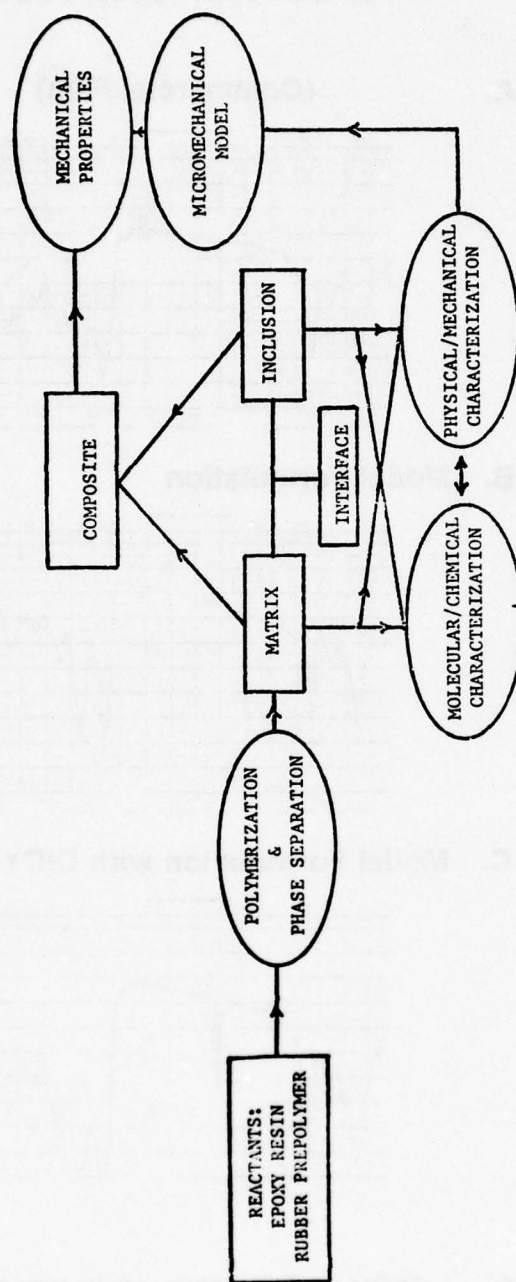 REACTANTS:
EPOXY RESIN
RUBBER PREPOLYMER
POLYMERIZATION
&
PHASE SEPARATION
MATRIX
INCLUSION
INTERFACE
COMPOSITE
MECHANICAL
PROPERTIES
MICROMECHANICAL
MODEL
MOLECULAR/CHEMICAL
CHARACTERIZATION
PHYSICAL/MECHANICAL
CHARACTERIZATION